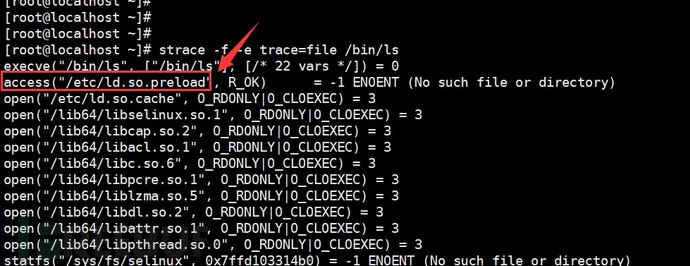 [root@localhost ~]#
[root@localhost ~]#
[root@localhost ~]#
[root@localhost ~]# strace -f -e trace=file /bin/ls
execve("/bin/ls", ["/bin/ls"], [/* 22 vars */]) = 0
access("/etc/ld.so.preload", R_OK)      = -1 ENOENT (No such file or directory)
open("/etc/ld.so.cache", O_RDONLY|O_CLOEXEC) = 3
open("/lib64/libselinux.so.1", O_RDONLY|O_CLOEXEC) = 3
open("/lib64/libcap.so.2", O_RDONLY|O_CLOEXEC) = 3
open("/lib64/libacl.so.1", O_RDONLY|O_CLOEXEC) = 3
open("/lib64/libc.so.6", O_RDONLY|O_CLOEXEC) = 3
open("/lib64/libpcre.so.1", O_RDONLY|O_CLOEXEC) = 3
open("/lib64/liblzma.so.5", O_RDONLY|O_CLOEXEC) = 3
open("/lib64/libdl.so.2", O_RDONLY|O_CLOEXEC) = 3
open("/lib64/libattr.so.1", O_RDONLY|O_CLOEXEC) = 3
open("/lib64/libpthread.so.0", O_RDONLY|O_CLOEXEC) = 3
statfs("/sys/fs/selinux", 0x7ffd103314b0) = -1 ENOENT (No such file or directory)